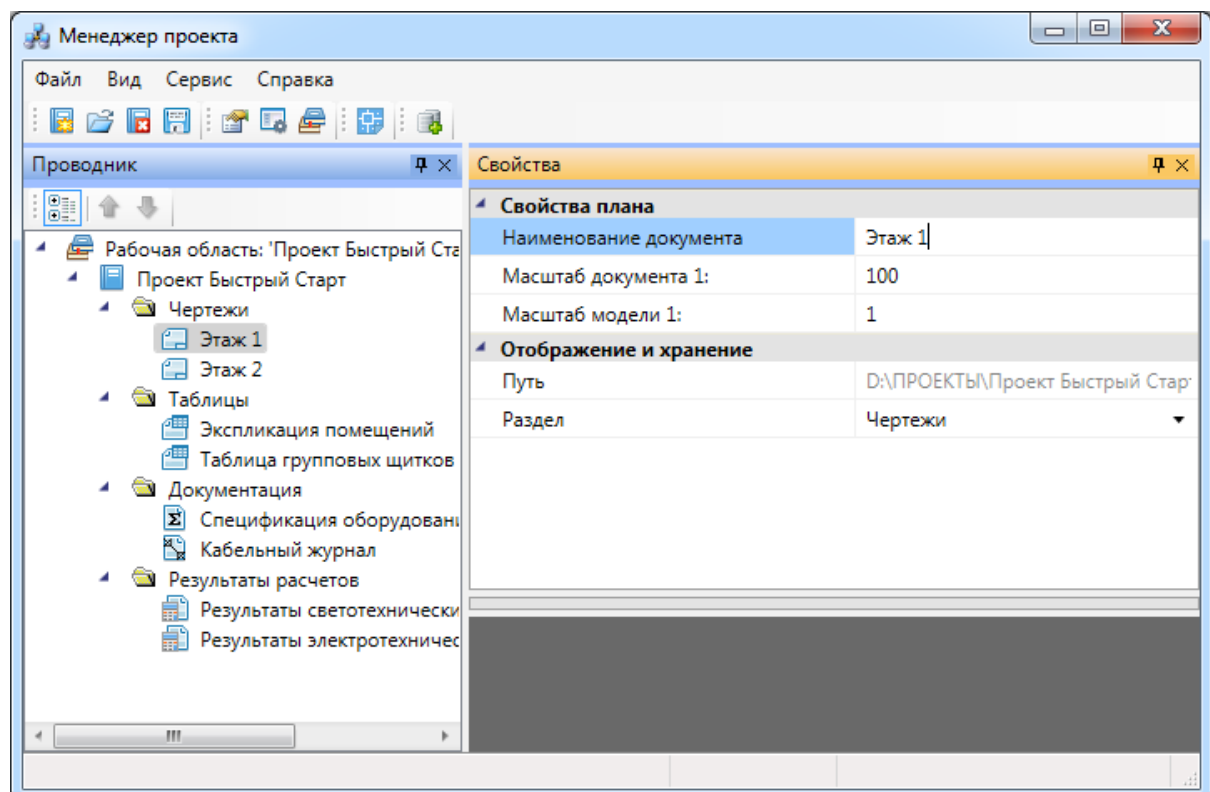 Менеджер проекта
Файл Вид Сервис Справка
Проводник
Рабочая область: 'Проект Быстрый Ста
Проект Быстрый Старт
Чертежи
Этаж 1
Этаж 2
Таблицы
Экспликация помещений
Таблица групповых щитков
Документация
Спецификация оборудовани
Кабельный журнал
Результаты расчетов
Результаты светотехнически
Результаты электротехничес
Свойства
Свойства плана
Наименование документа Этаж 1
Масштаб документа 1: 100
Масштаб модели 1: 1
Отображение и хранение
Путь D:\ПРОЕКТЫ\Проект Быстрый Стар
Раздел Чертежи